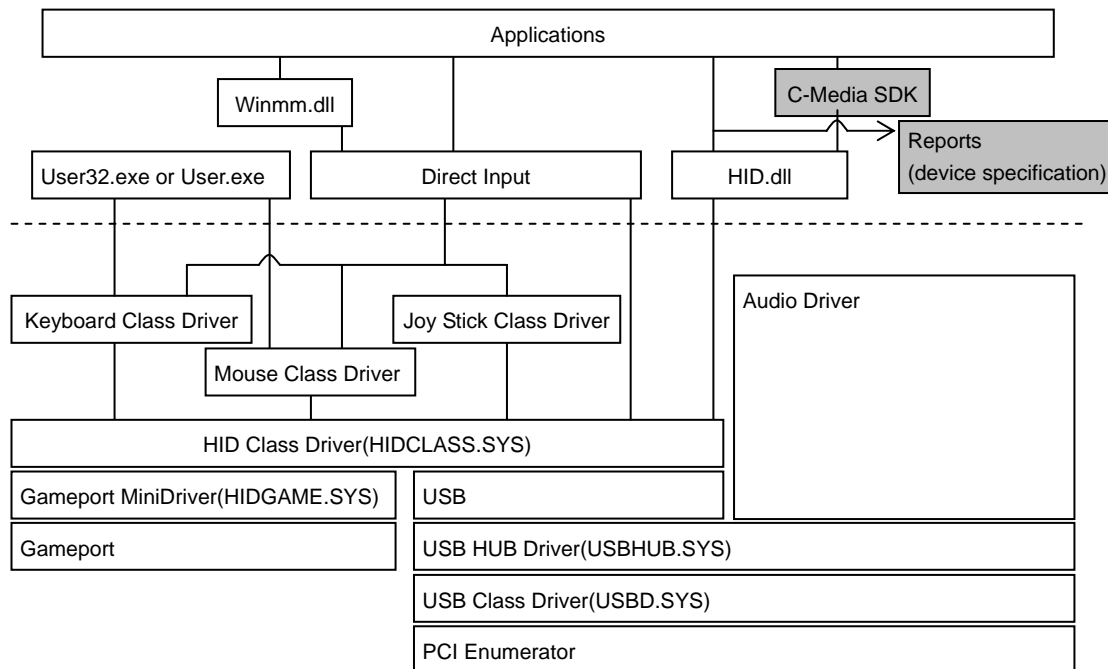 Applications
Winmm.dll
C-Media SDK
Reports
(device specification)
User32.exe or User.exe
Direct Input
HID.dll
Audio Driver
Keyboard Class Driver
Joy Stick Class Driver
Mouse Class Driver
HID Class Driver(HIDCLASS.SYS)
Gameport MiniDriver(HIDGAME.SYS)
USB
Gameport
USB HUB Driver(USBHUB.SYS)
USB Class Driver(USBD.SYS)
PCI Enumerator